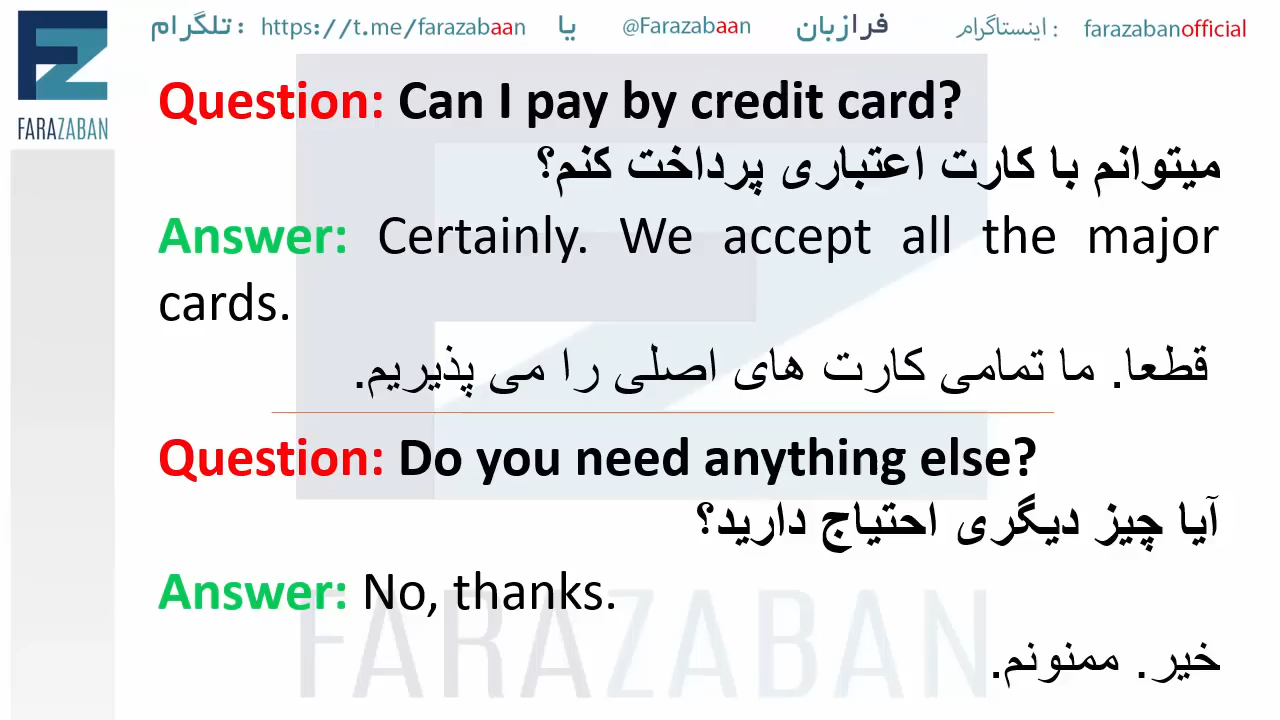 تلگرام : https://t.me/farazabaan یا @Farazabaan فرازبان اینستاگرام : farazabanofficial
FZ
FARAZABAN
Question: Can I pay by credit card?
میتوانم با کارت اعتباری پرداخت کنم؟
Answer: Certainly. We accept all the major
cards.
قطعا. ما تمامی کارت های اصلی را می پذیریم.
Question: Do you need anything else?
آیا چیز دیگری احتیاج دارید؟
Answer: No, thanks.
خیر. ممنونم.
FARAZABAN